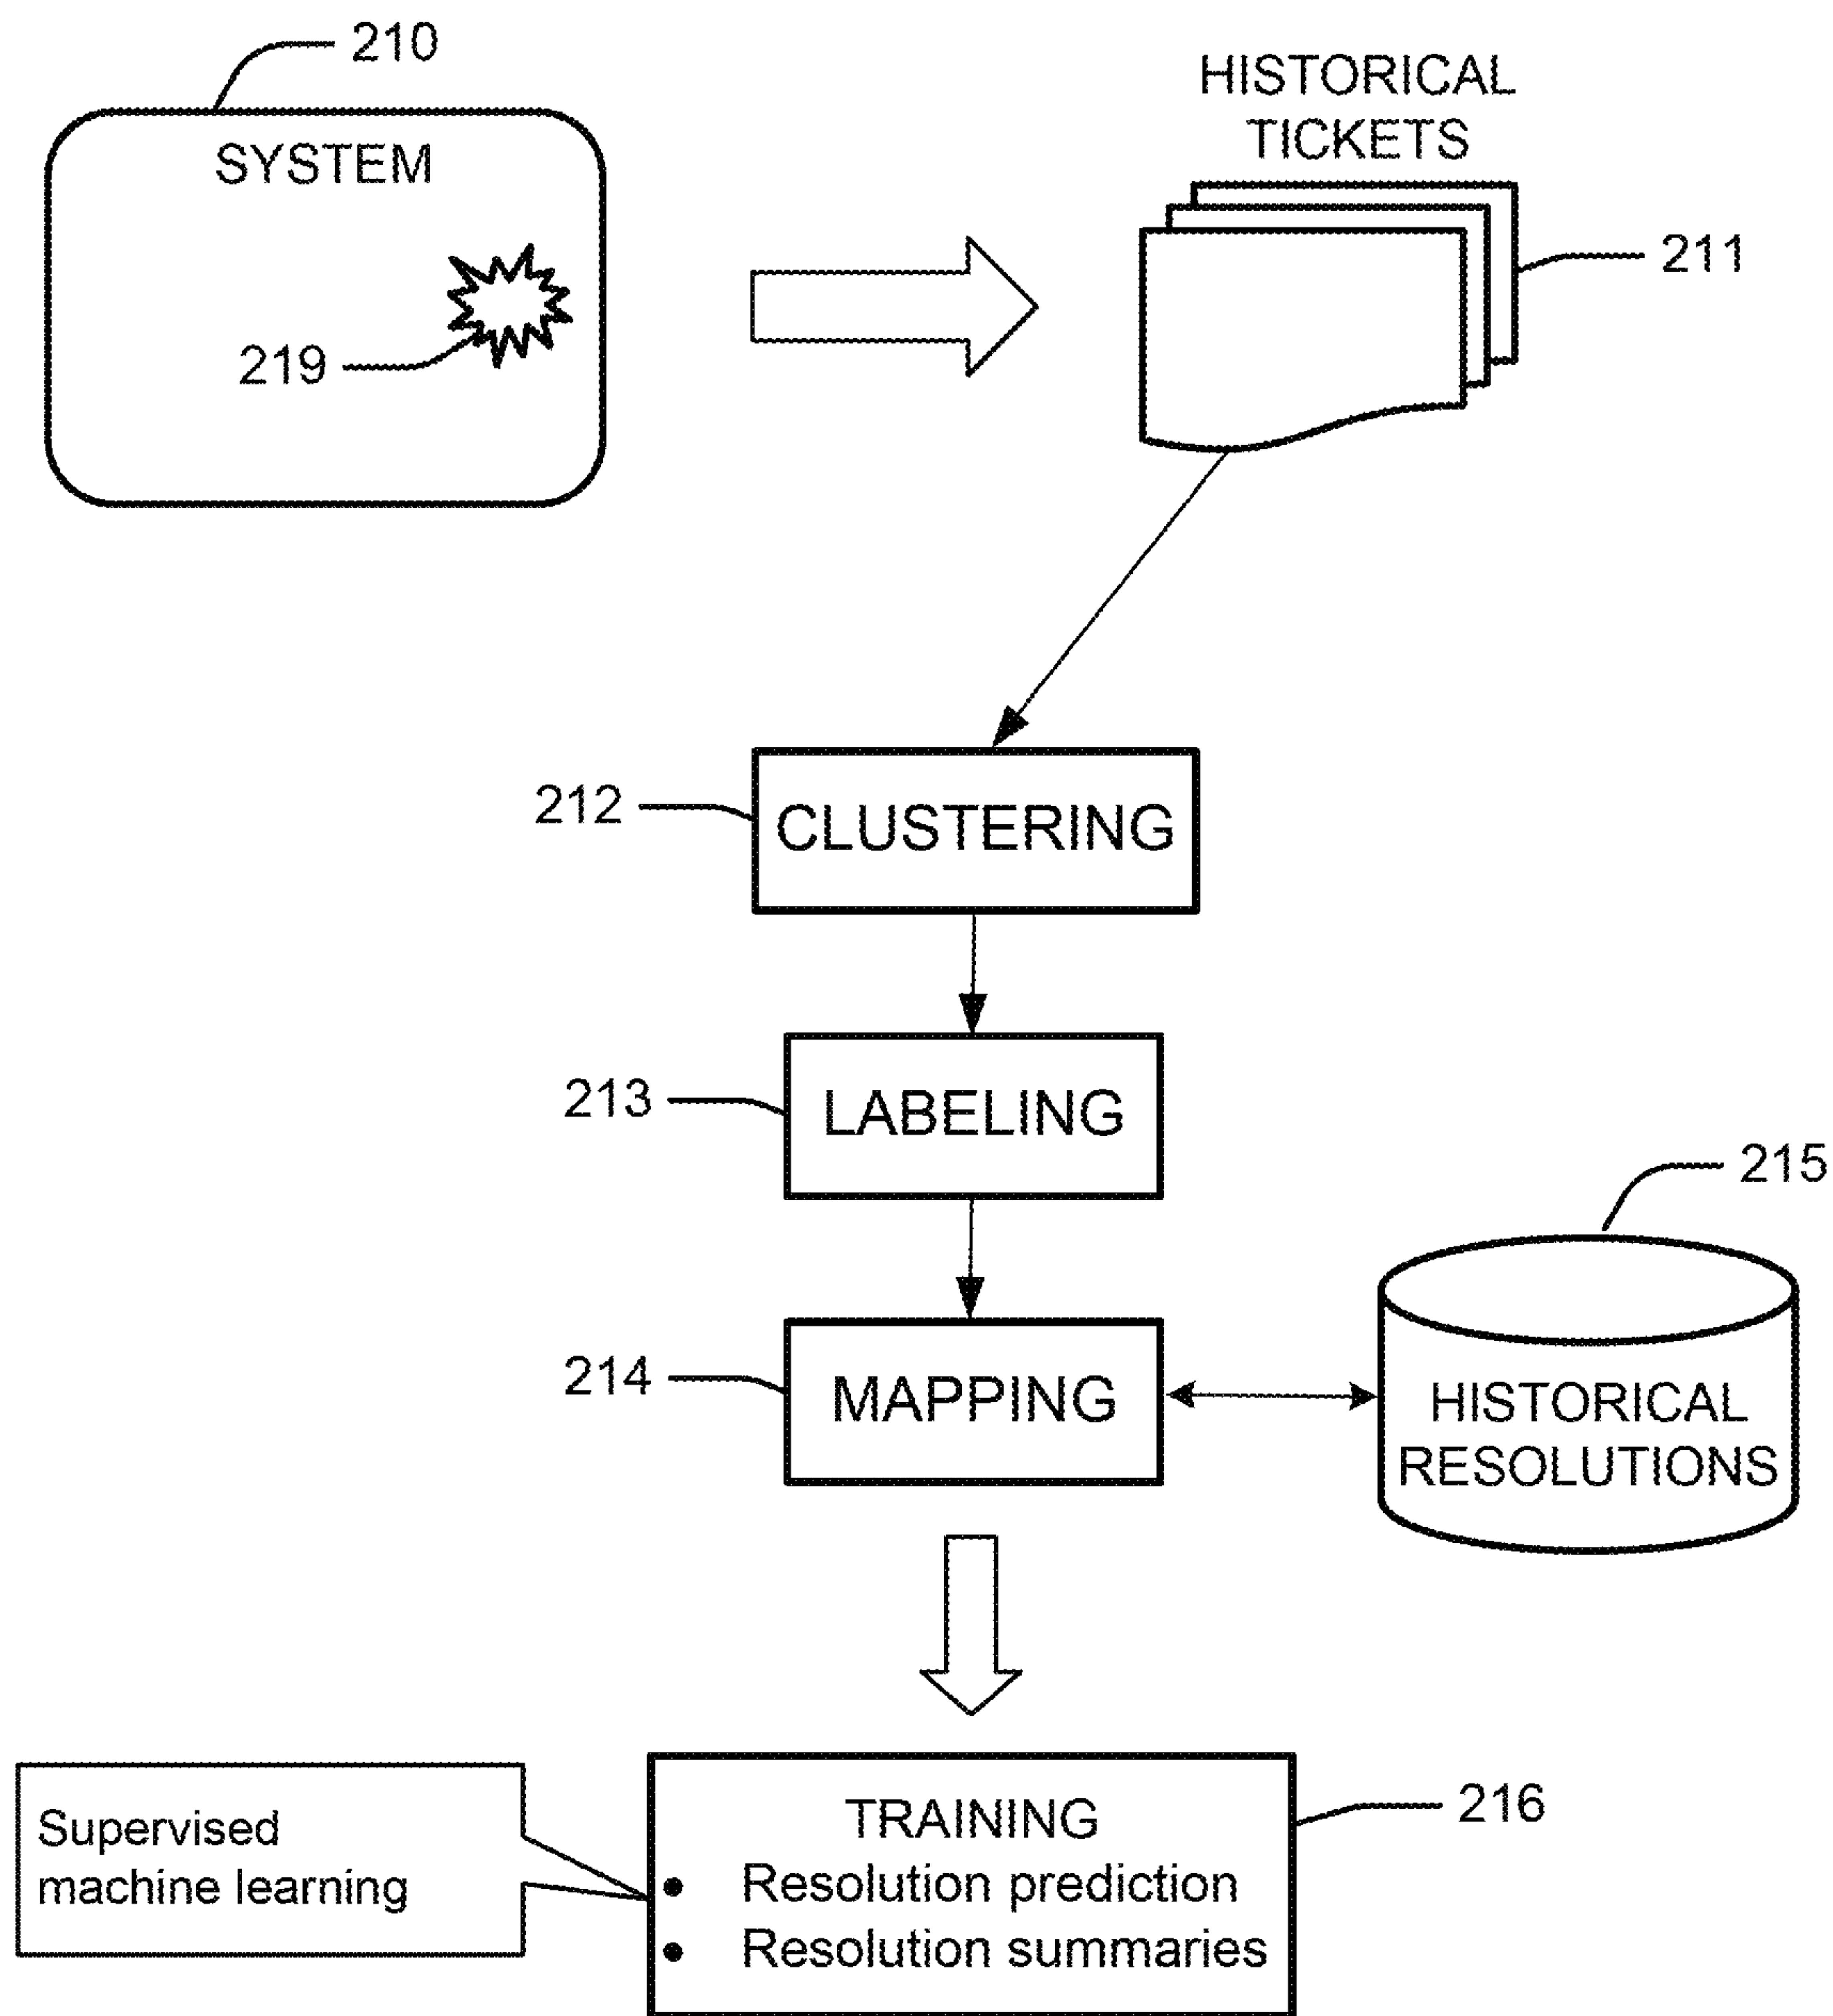 210
SYSTEM
219
HISTORICAL
TICKETS
211
212
CLUSTERING
213
LABELING
215
214
MAPPING
HISTORICAL
RESOLUTIONS
Supervised
machine learning
TRAINING
• Resolution prediction
• Resolution summaries
216